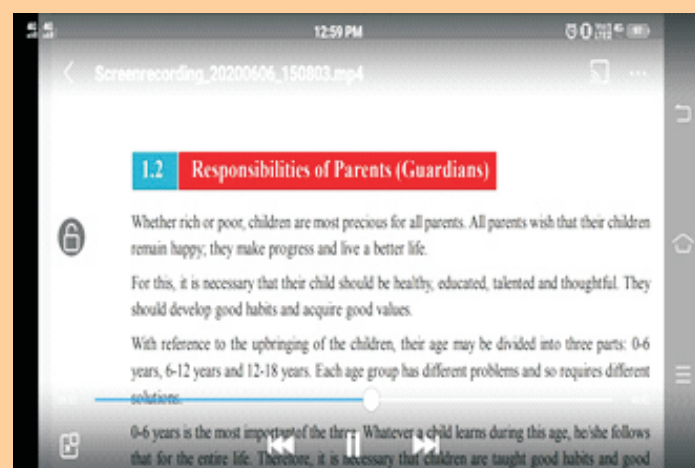 12:59 PM
Screenrecording_20200606_150803.mp4
1.2 Responsibilities of Parents (Guardians)
Whether rich or poor, children are most precious for all parents. All parents wish that their children
remain happy; they make progress and live a better life.
For this, it is necessary that their child should be healthy, educated, talented and thoughtful. They
should develop good habits and acquire good values.
With reference to the upbringing of the children, their age may be divided into three parts: 0-6
years, 6-12 years and 12-18 years. Each age group has different problems and so requires different
solutions.
0-6 years is the most important of the three. Whatever a child learns during this age, he/she follows
that for the entire life. Therefore, it is necessary that children are taught good habits and good